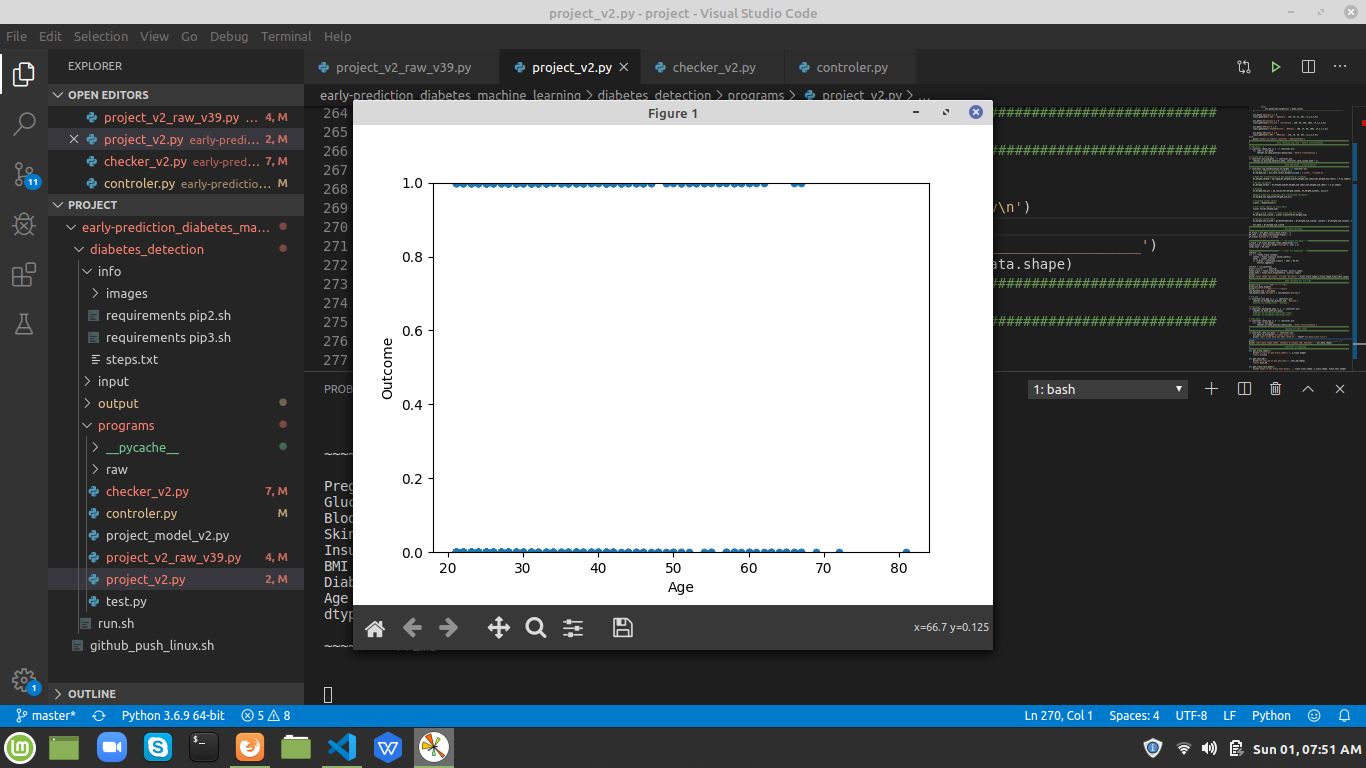 project_v2.py - project - Visual Studio Code
File Edit Selection View Go Debug Terminal Help
EXPLORER
OPEN EDITORS
project_v2_raw_v39.py ... 4, M
project_v2.py early-predi... 2, M
checker_v2.py early-pred... 7, M
controler.py early-predictio... M
PROJECT
early-prediction_diabetes_ma...
diabetes_detection
info
images
requirements pip2.sh
requirements pip3.sh
steps.txt
input
output
programs
__pycache__
raw
checker_v2.py 7, M
controler.py M
project_model_v2.py
project_v2_raw_v39.py 4, M
project_v2.py 2, M
test.py
run.sh
github_push_linux.sh
OUTLINE
11
1
project_v2_raw_v39.py project_v2.py checker_v2.py controler.py
early-prediction_diabetes_machine_learning > diabetes_detection > programs > project_v2.py > ...
264
265
266
267
268
269 \n')
270
271 ')
272 ata.shape)
273
274
275
277
Figure 1
1.0
0.8
0.6
0.4
0.2
0.0
Outcome
20 30 40 50 60 70 80
Age
x=66.7 y=0.125
PROB
1: bash
Preg
Gluc
Bloo
Skin
Insu
BMI
Diab
Age
dtyp
master* Python 3.6.9 64-bit 5 8 Ln 270, Col 1 Spaces: 4 UTF-8 LF Python
Sun 01, 07:51 AM